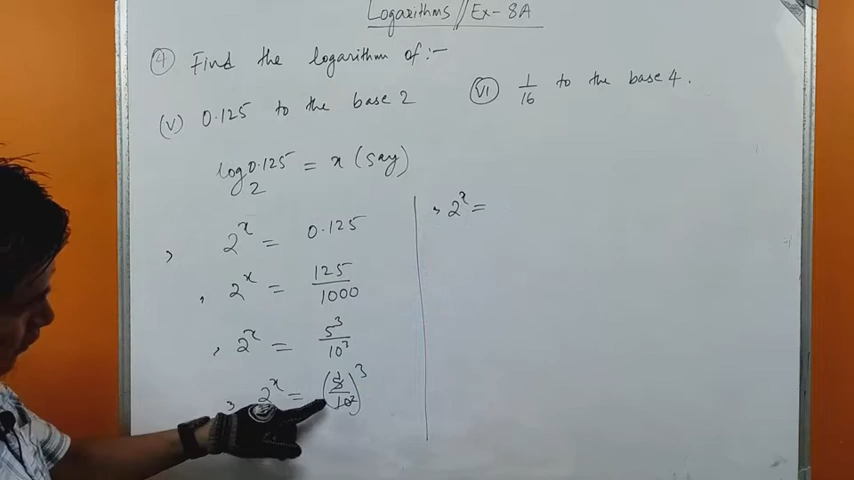 Logarithms // Ex-8A
④ Find the logarithm of :-
(v) 0.125 to the base 2
(VI) 1/16 to the base 4.
log₂ 0.125 = x (say)
, 2^x = 0.125
, 2^x = 125/1000
, 2^x = 5³/10³
, 2^x = (5/10)³
1
2
, 2^x =